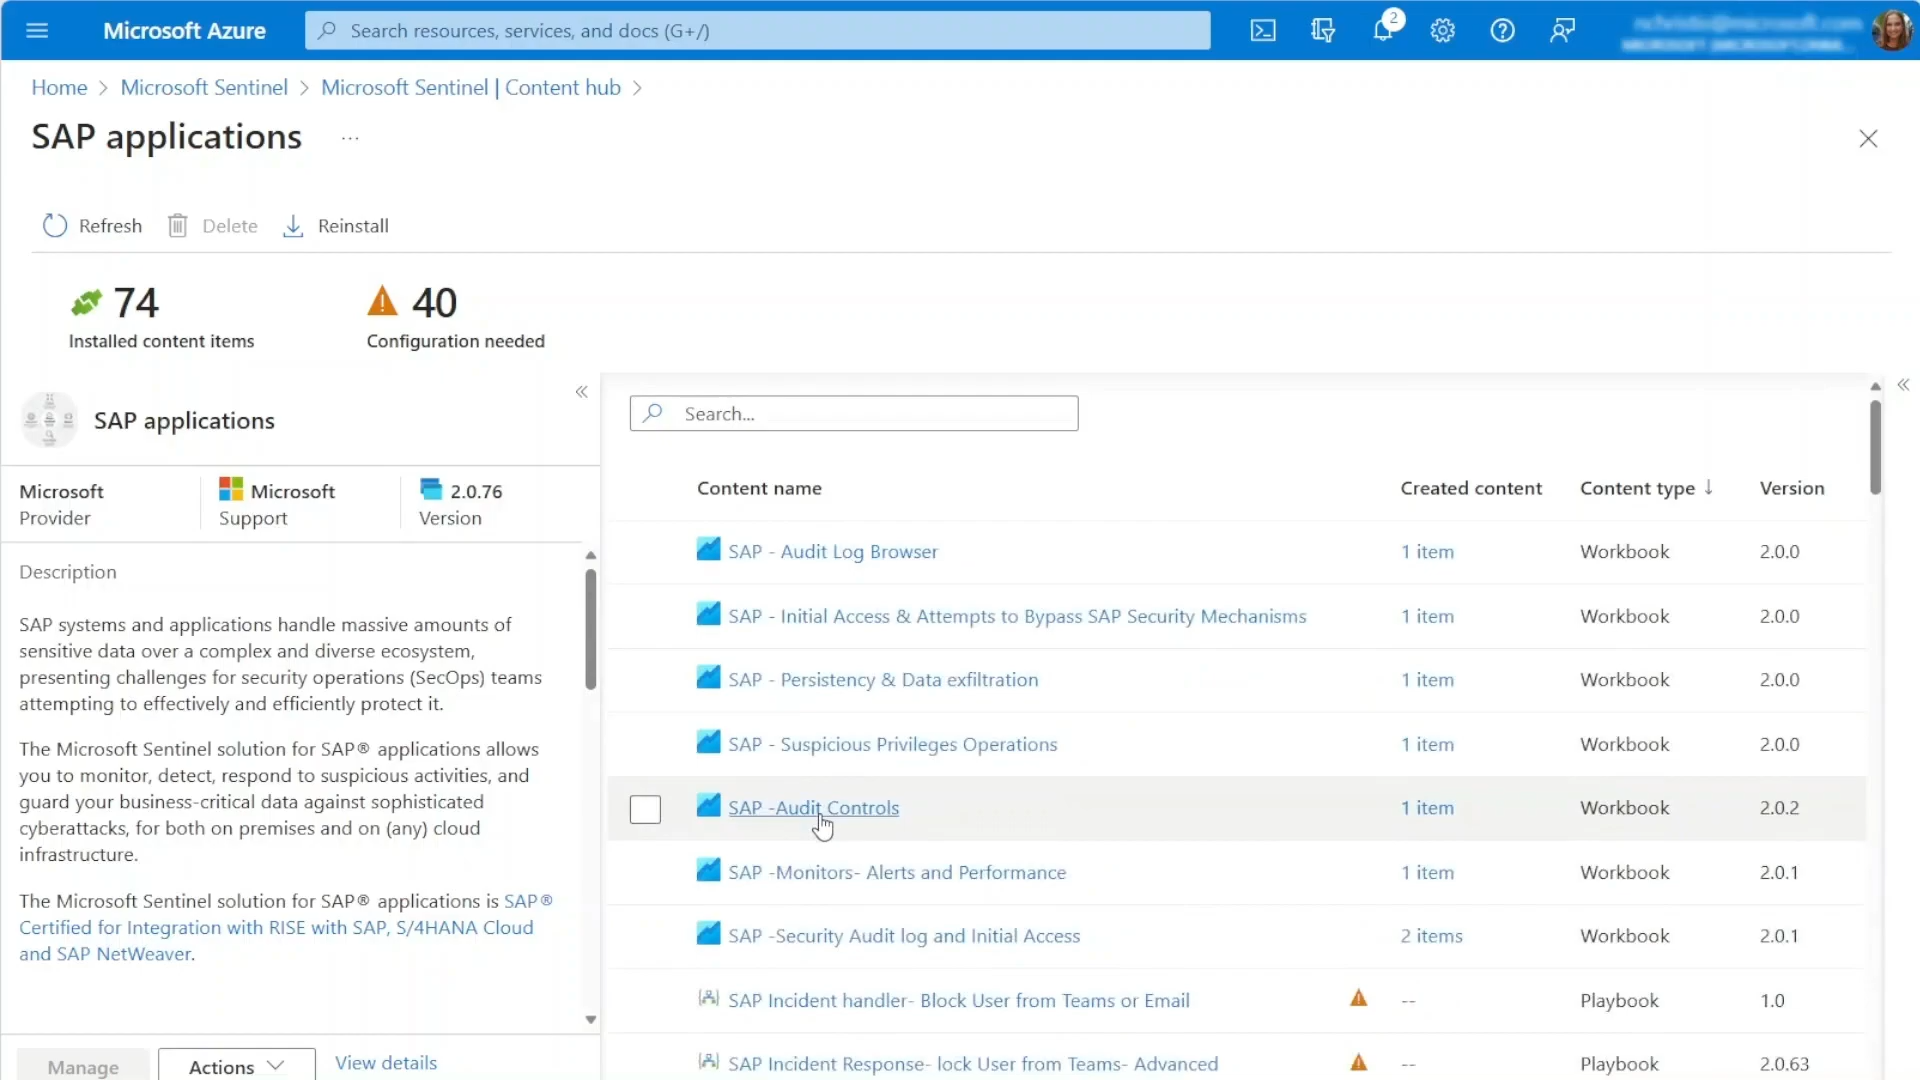 Microsoft Azure
Search resources, services, and docs (G+/)
2
Home > Microsoft Sentinel > Microsoft Sentinel | Content hub >
SAP applications ...
Refresh Delete Reinstall
74 40
Installed content items Configuration needed
SAP applications
Microsoft Microsoft 2.0.76
Provider Support Version
Description
SAP systems and applications handle massive amounts of
sensitive data over a complex and diverse ecosystem,
presenting challenges for security operations (SecOps) teams
attempting to effectively and efficiently protect it.
The Microsoft Sentinel solution for SAP® applications allows
you to monitor, detect, respond to suspicious activities, and
guard your business-critical data against sophisticated
cyberattacks, for both on premises and on (any) cloud
infrastructure.
The Microsoft Sentinel solution for SAP® applications is SAP®
Certified for Integration with RISE with SAP, S/4HANA Cloud
and SAP NetWeaver.
Manage Actions View details
Search...
Content name Created content Content type ↓ Version
SAP - Audit Log Browser 1 item Workbook 2.0.0
SAP - Initial Access & Attempts to Bypass SAP Security Mechanisms 1 item Workbook 2.0.0
SAP - Persistency & Data exfiltration 1 item Workbook 2.0.0
SAP - Suspicious Privileges Operations 1 item Workbook 2.0.0
SAP -Audit Controls 1 item Workbook 2.0.2
SAP -Monitors- Alerts and Performance 1 item Workbook 2.0.1
SAP -Security Audit log and Initial Access 2 items Workbook 2.0.1
SAP Incident handler- Block User from Teams or Email -- Playbook 1.0
SAP Incident Response- lock User from Teams- Advanced -- Playbook 2.0.63